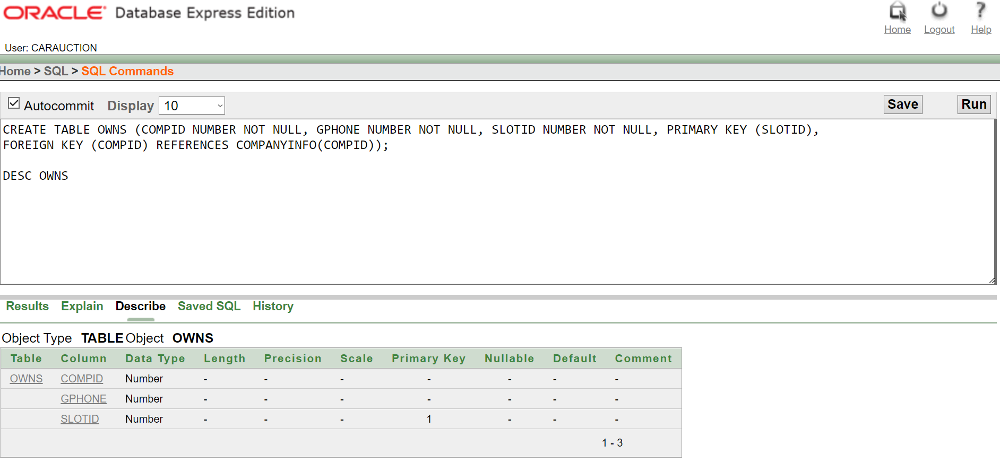 ORACLE Database Express Edition
Home Logout Help
User: CARAUCTION
Home > SQL > SQL Commands
Autocommit Display 10 Save Run
CREATE TABLE OWNS (COMPID NUMBER NOT NULL, GPHONE NUMBER NOT NULL, SLOTID NUMBER NOT NULL, PRIMARY KEY (SLOTID),
FOREIGN KEY (COMPID) REFERENCES COMPANYINFO(COMPID));
DESC OWNS
Results Explain Describe Saved SQL History
Object Type TABLE Object OWNS
Table Column Data Type Length Precision Scale Primary Key Nullable Default Comment
OWNS COMPID Number - - - - - - -
GPHONE Number - - - - - - -
SLOTID Number - - - 1 - - -
1 - 3